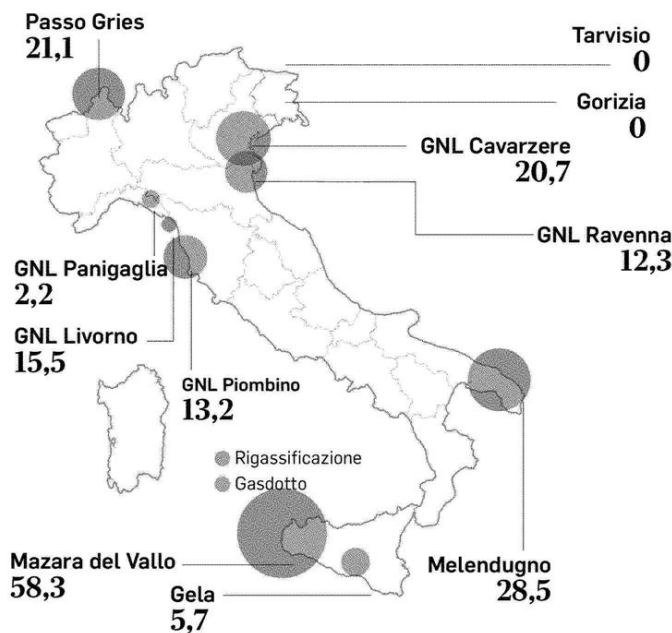 Passo Gries
21,1
Tarvisio
0
Gorizia
0
GNL Cavarzere
20,7
GNL Ravenna
12,3
GNL Panigaglia
2,2
GNL Livorno
15,5
GNL Piombino
13,2
Rigassificazione
Gasdotto
Mazara del Vallo
58,3
Gela
5,7
Melendugno
28,5